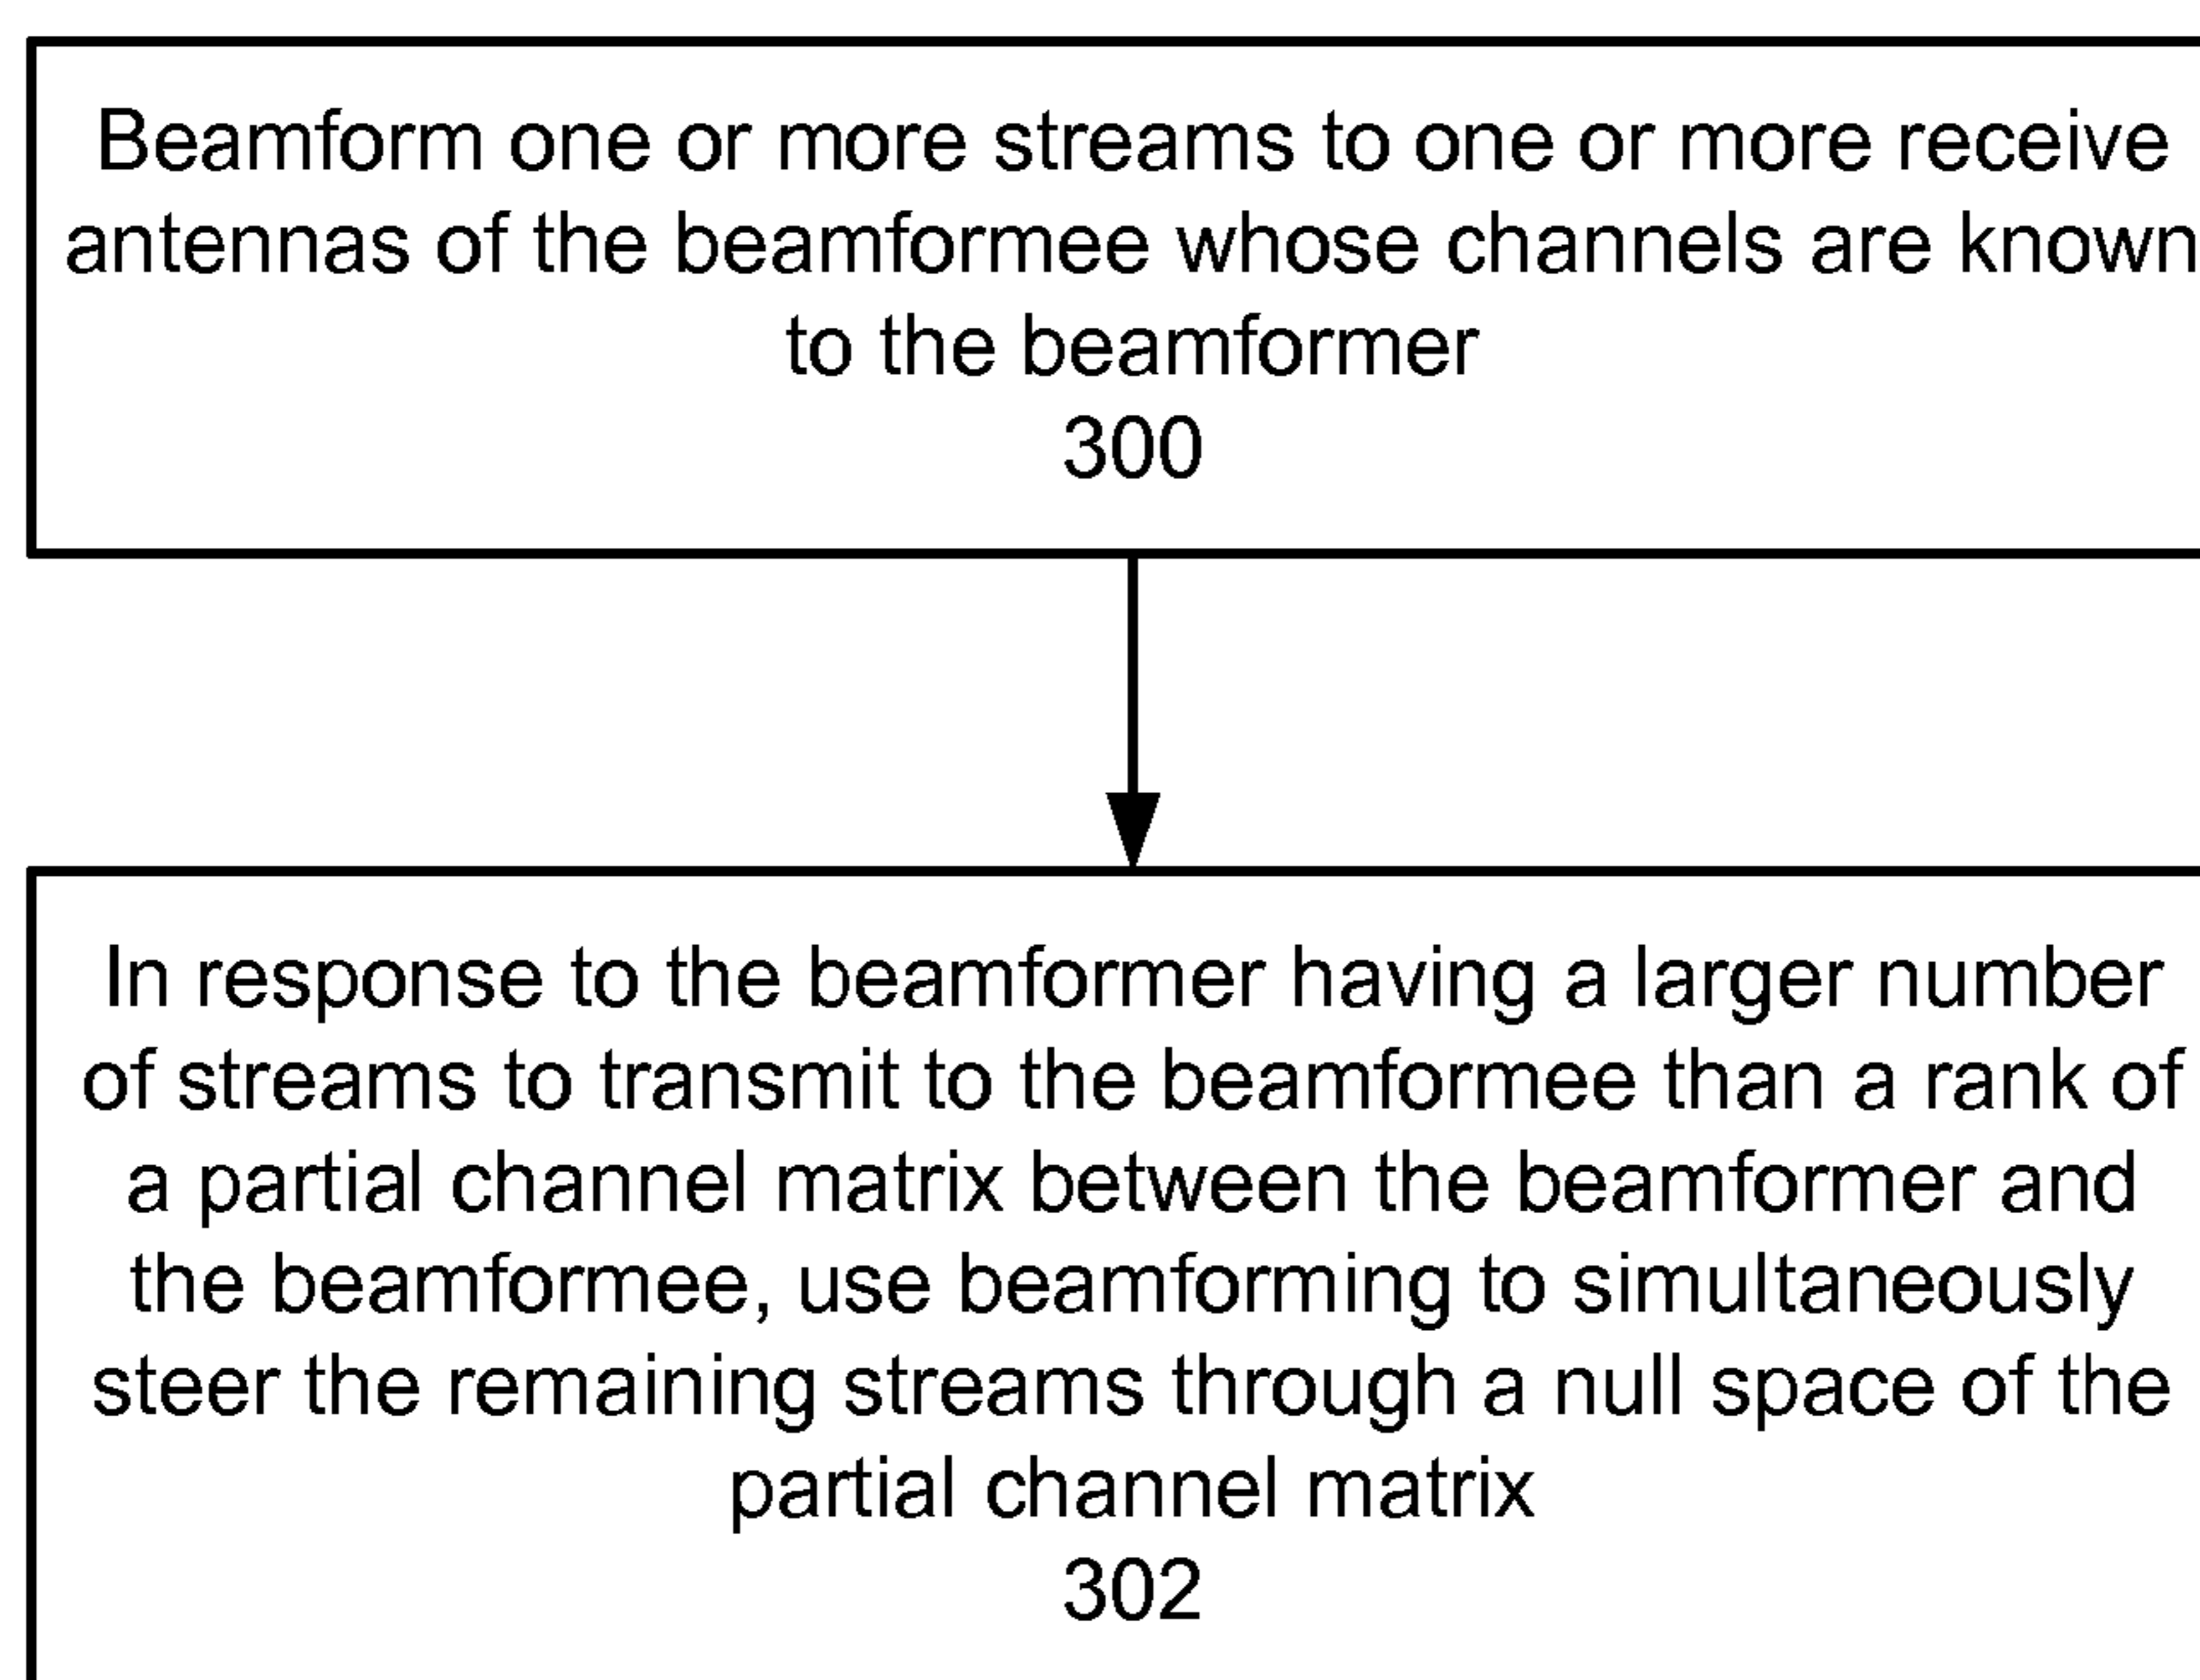 Beamform one or more streams to one or more receive
antennas of the beamformee whose channels are known
to the beamformer
300
In response to the beamformer having a larger number
of streams to transmit to the beamformee than a rank of
a partial channel matrix between the beamformer and
the beamformee, use beamforming to simultaneously
steer the remaining streams through a null space of the
partial channel matrix
302